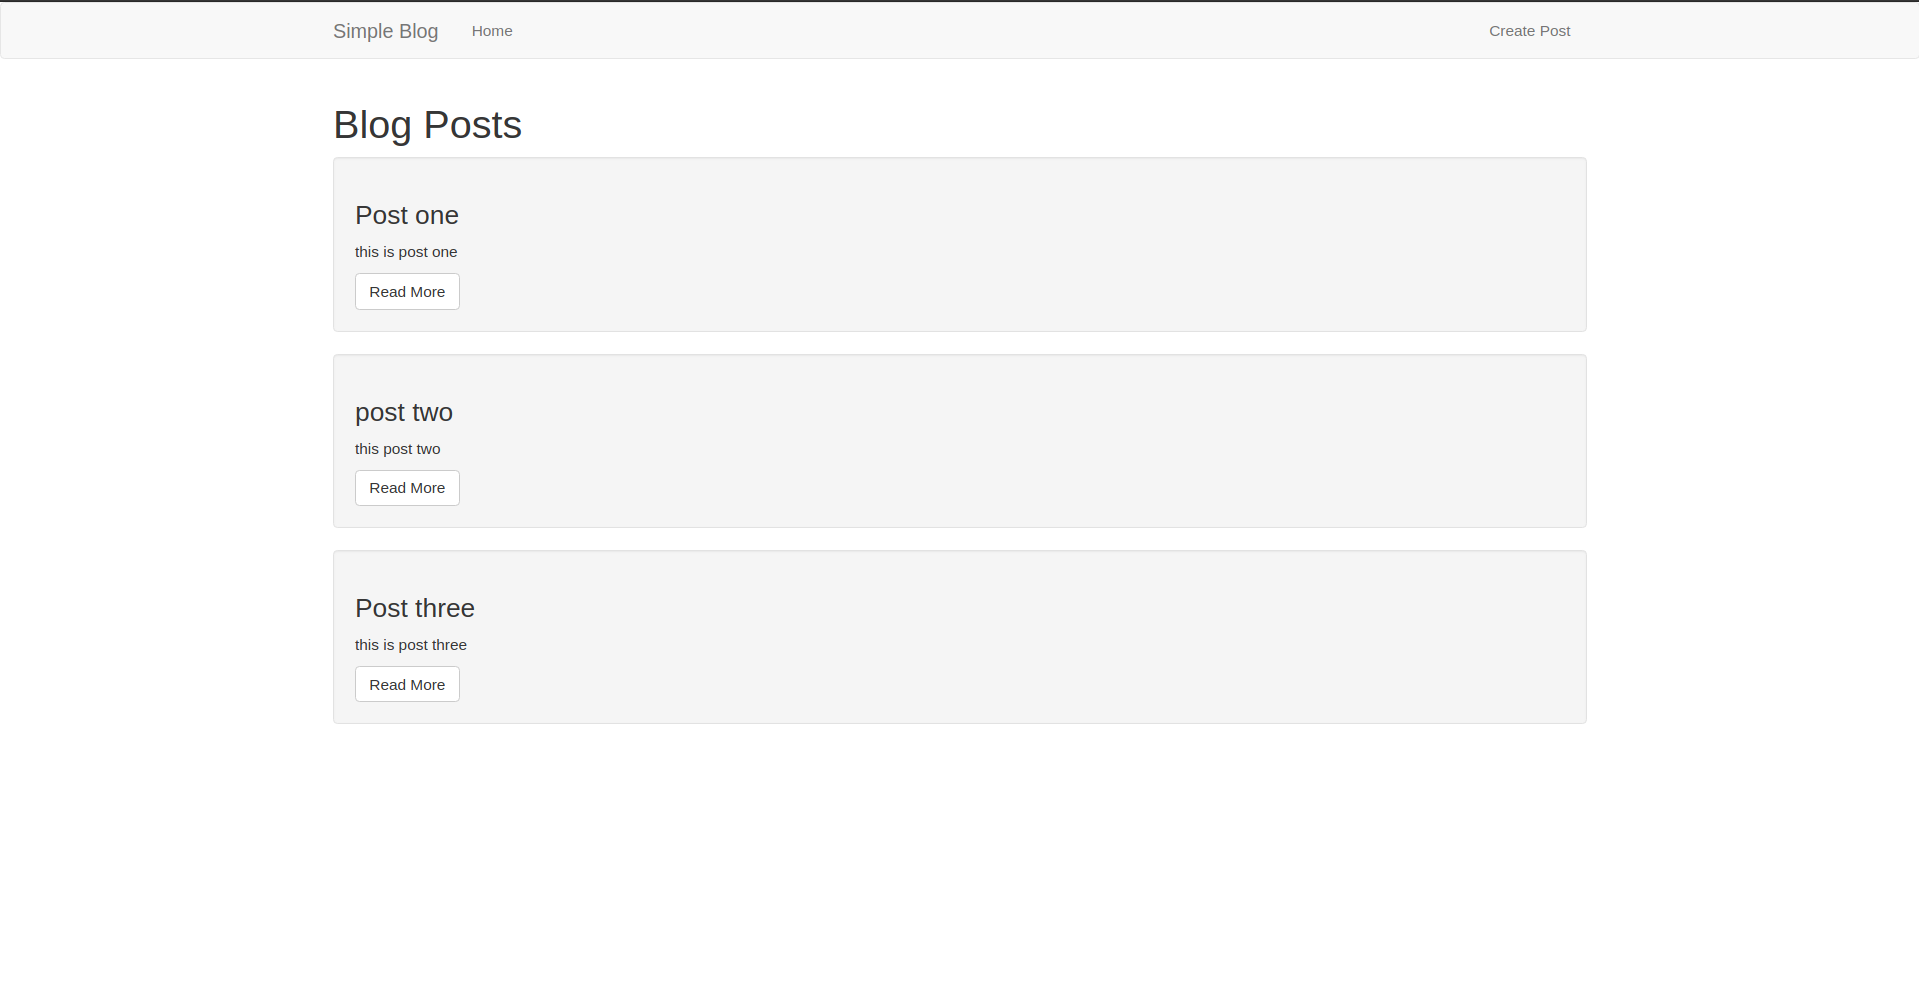 Simple Blog Home Create Post
Blog Posts
Post one
this is post one
Read More
post two
this post two
Read More
Post three
this is post three
Read More